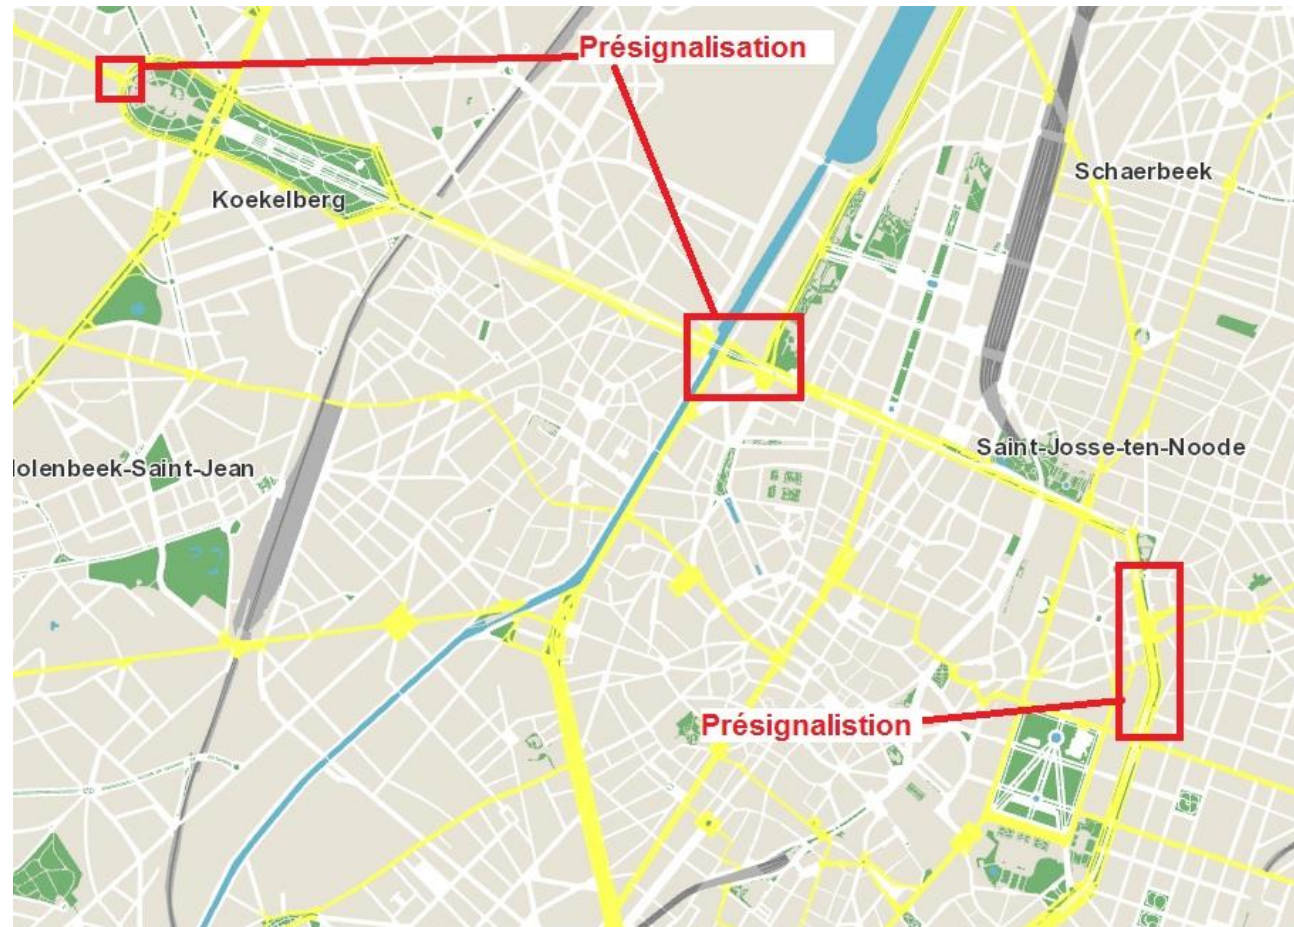 Présignalisation
Schaerbeek
Koekelberg
Saint-Josse-ten-Noode
olenbeek-Saint-Jean
Présignalistion